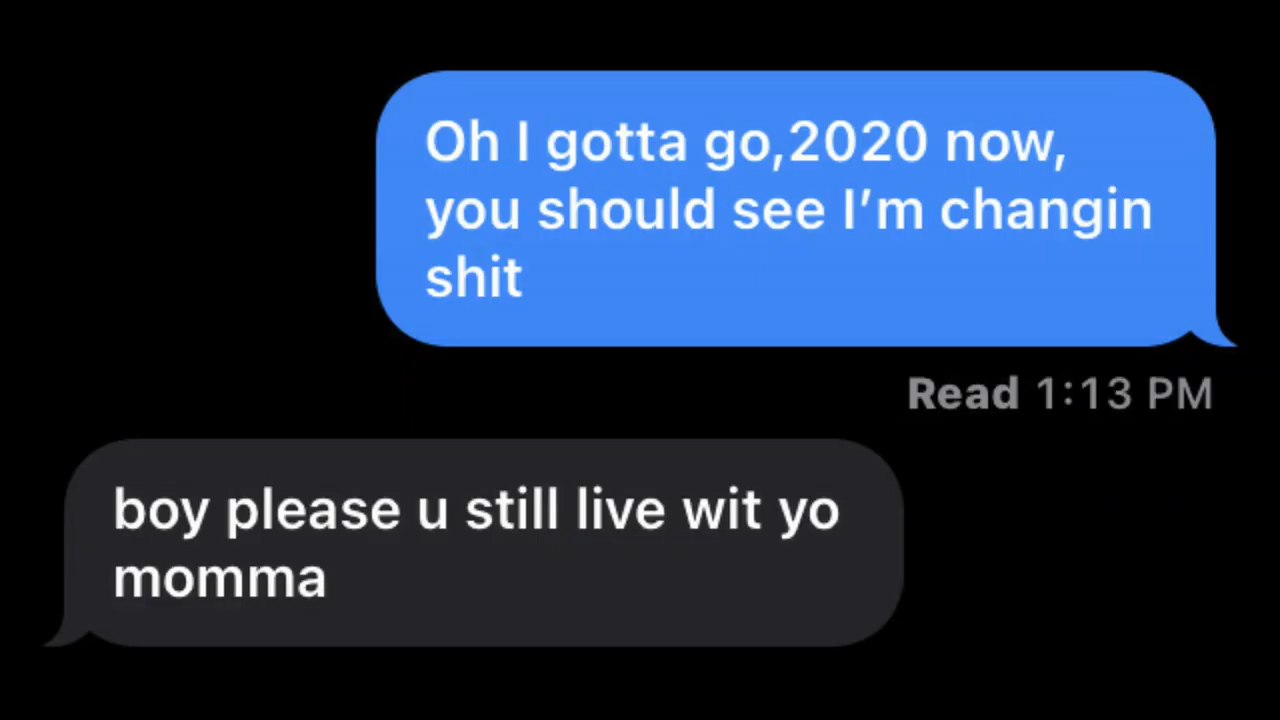 Oh I gotta go,2020 now,
you should see I’m changin
shit
Read 1:13 PM
boy please u still live wit yo
momma